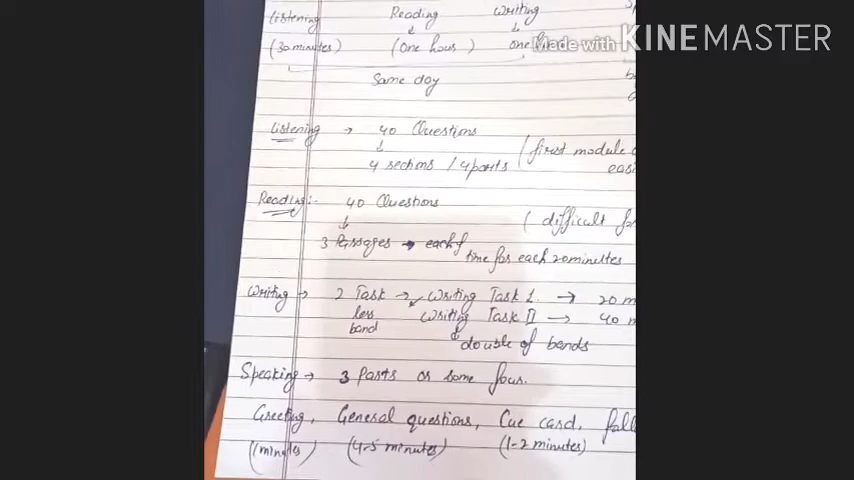 Listening Reading Writing
(30 minutes) (One hour) one
Made with KINEMASTER
Same day
Listening → 40 Questions
4 sections / 4 parts (first module
Reading:- 40 Questions
(difficult for
3 Passages → each
time for each 20 minutes
Writing → 2 Task → Writing Task I. → 20 m
less Writing Task II → 40 m
band double of bands
Speaking → 3 Parts or some four.
Greeting, General questions, Cue card,
(1 minutes) (4-5 minutes) (1-2 minutes)